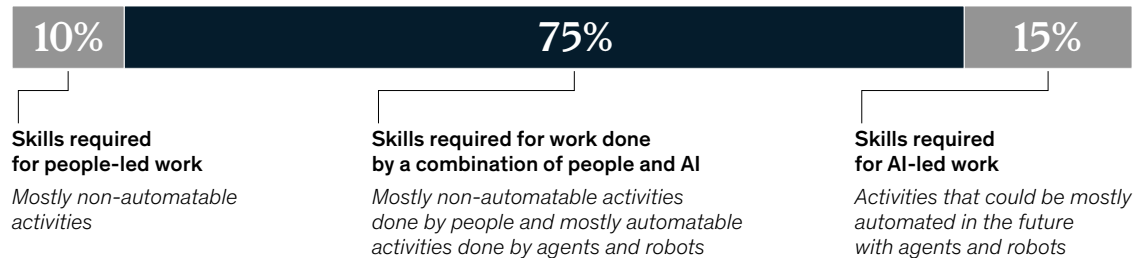 10%
75%
15%
Skills required
for people-led work
Mostly non-automatable
activities
Skills required for work done
by a combination of people and AI
Mostly non-automatable activities
done by people and mostly automatable
activities done by agents and robots
Skills required
for AI-led work
Activities that could be mostly
automated in the future
with agents and robots